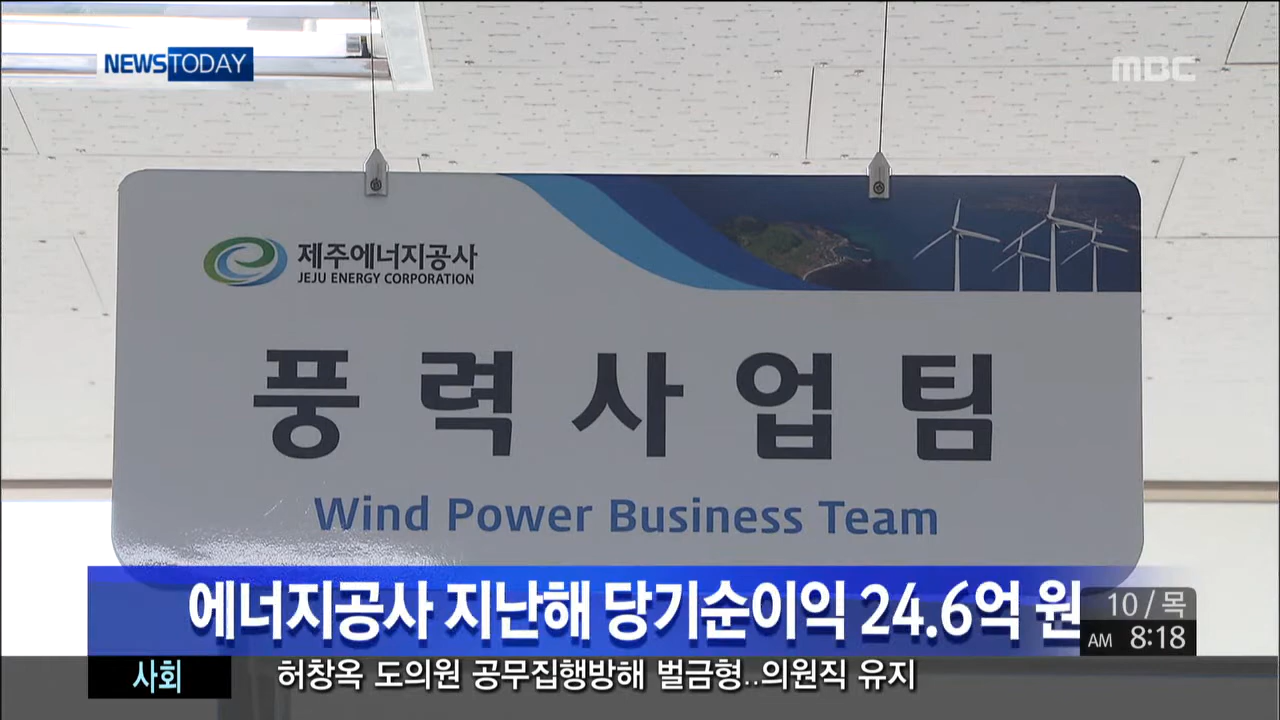 NEWSTODAY
MBC
제주에너지공사
JEJU ENERGY CORPORATION
풍력사업팀
Wind Power Business Team
에너지공사 지난해 당기순이익 24.6억 원
10 / 목
AM 8:18
사회 허창옥 도의원 공무집행방해 벌금형..의원직 유지